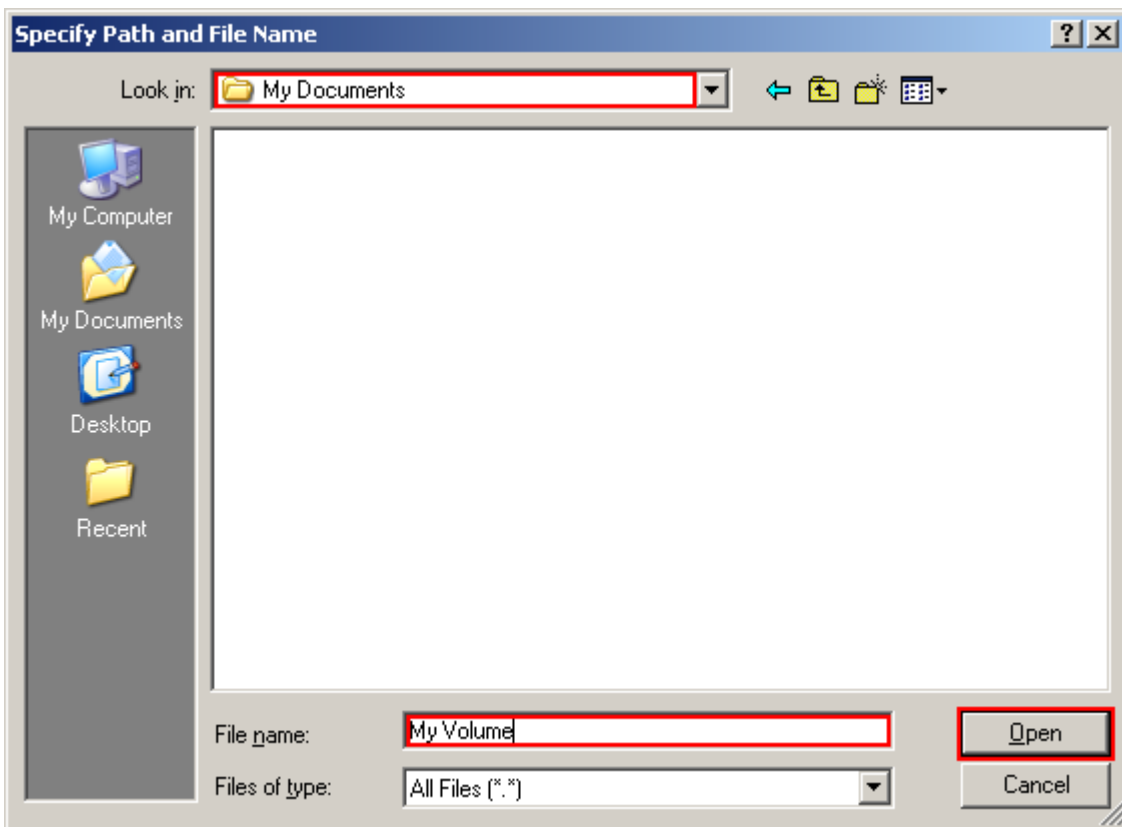 Specify Path and File Name
Look in: My Documents
My Computer
My Documents
Desktop
Recent
File name: My Volume Open
Files of type: All Files (*.*) Cancel